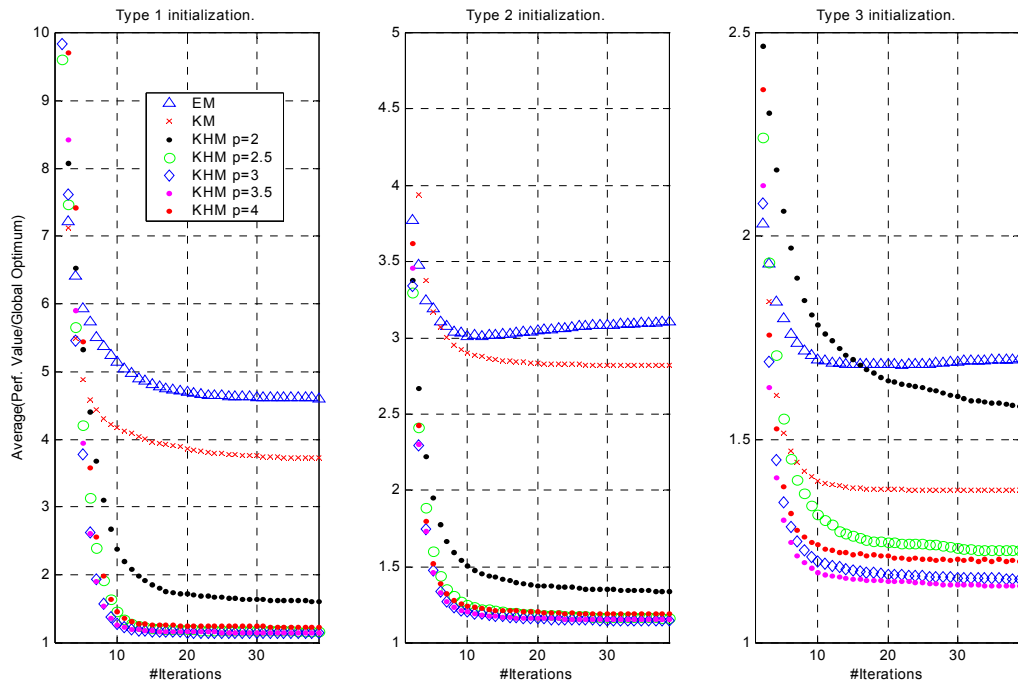 Type 1 initialization.
Type 2 initialization.
Type 3 initialization.
Average(Perf. Value/Global Optimum)
10
9
8
7
6
5
4
3
2
1
EM
KM
KHM p=2
KHM p=2.5
KHM p=3
KHM p=3.5
KHM p=4
10
20
30
#Iterations
5
4.5
4
3.5
3
2.5
2
1.5
1
10
20
30
#Iterations
2.5
2
1.5
1
10
20
30
#Iterations